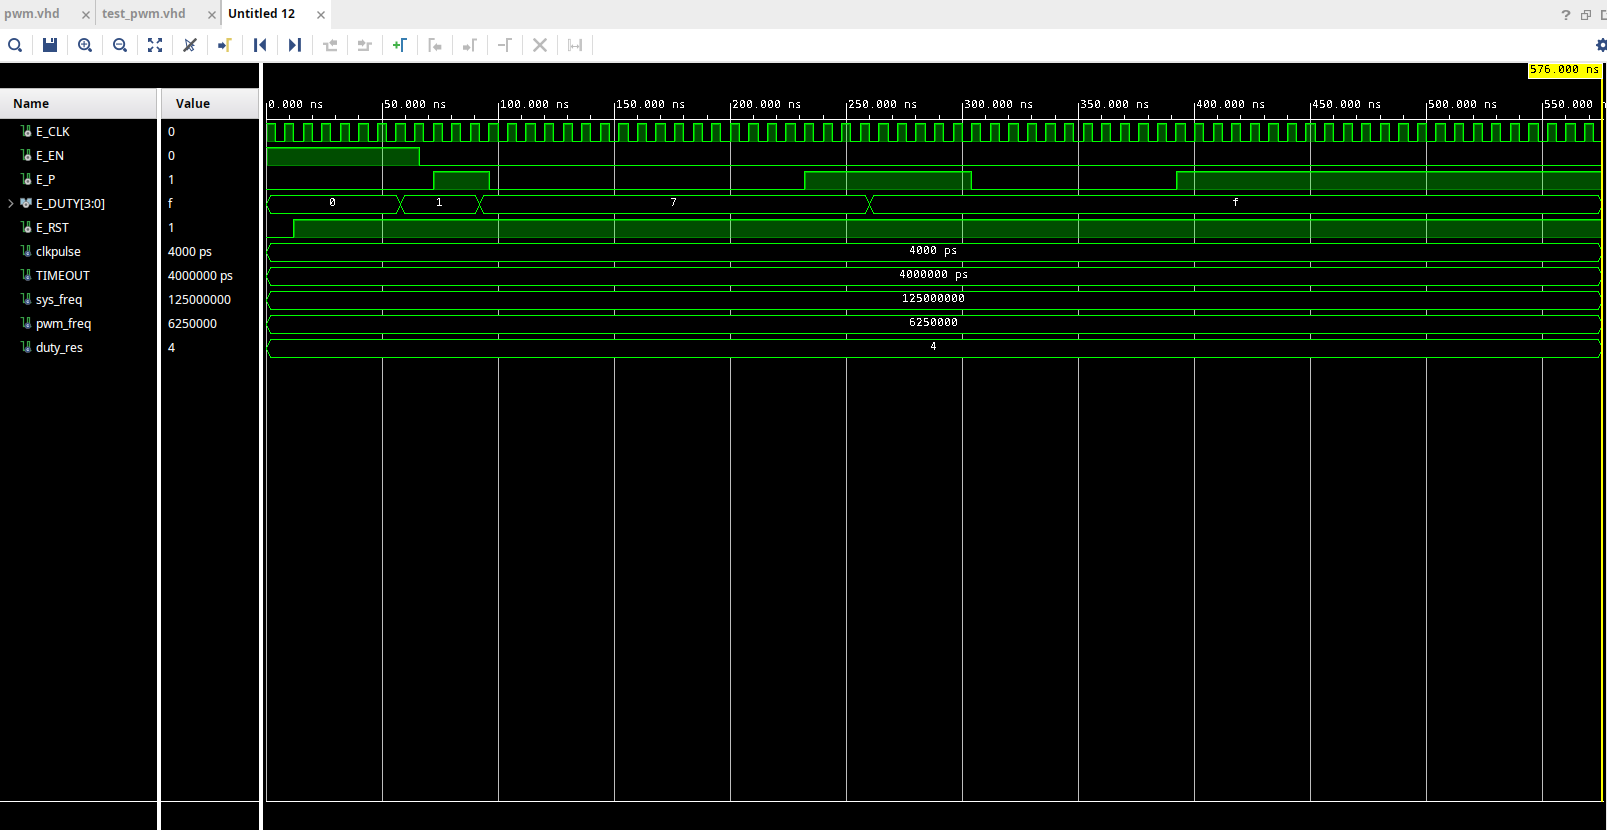 pwm.vhd × test_pwm.vhd × Untitled 12 ×
576.000 ns
Name Value
0.000 ns 50.000 ns 100.000 ns 150.000 ns 200.000 ns 250.000 ns 300.000 ns 350.000 ns 400.000 ns 450.000 ns 500.000 ns 550.000
E_CLK 0
E_EN 0
E_P 1
E_DUTY[3:0] f 0 1 7 f
E_RST 1
clkpulse 4000 ps 4000 ps
TIMEOUT 4000000 ps 4000000 ps
sys_freq 125000000 125000000
pwm_freq 6250000 6250000
duty_res 4 4